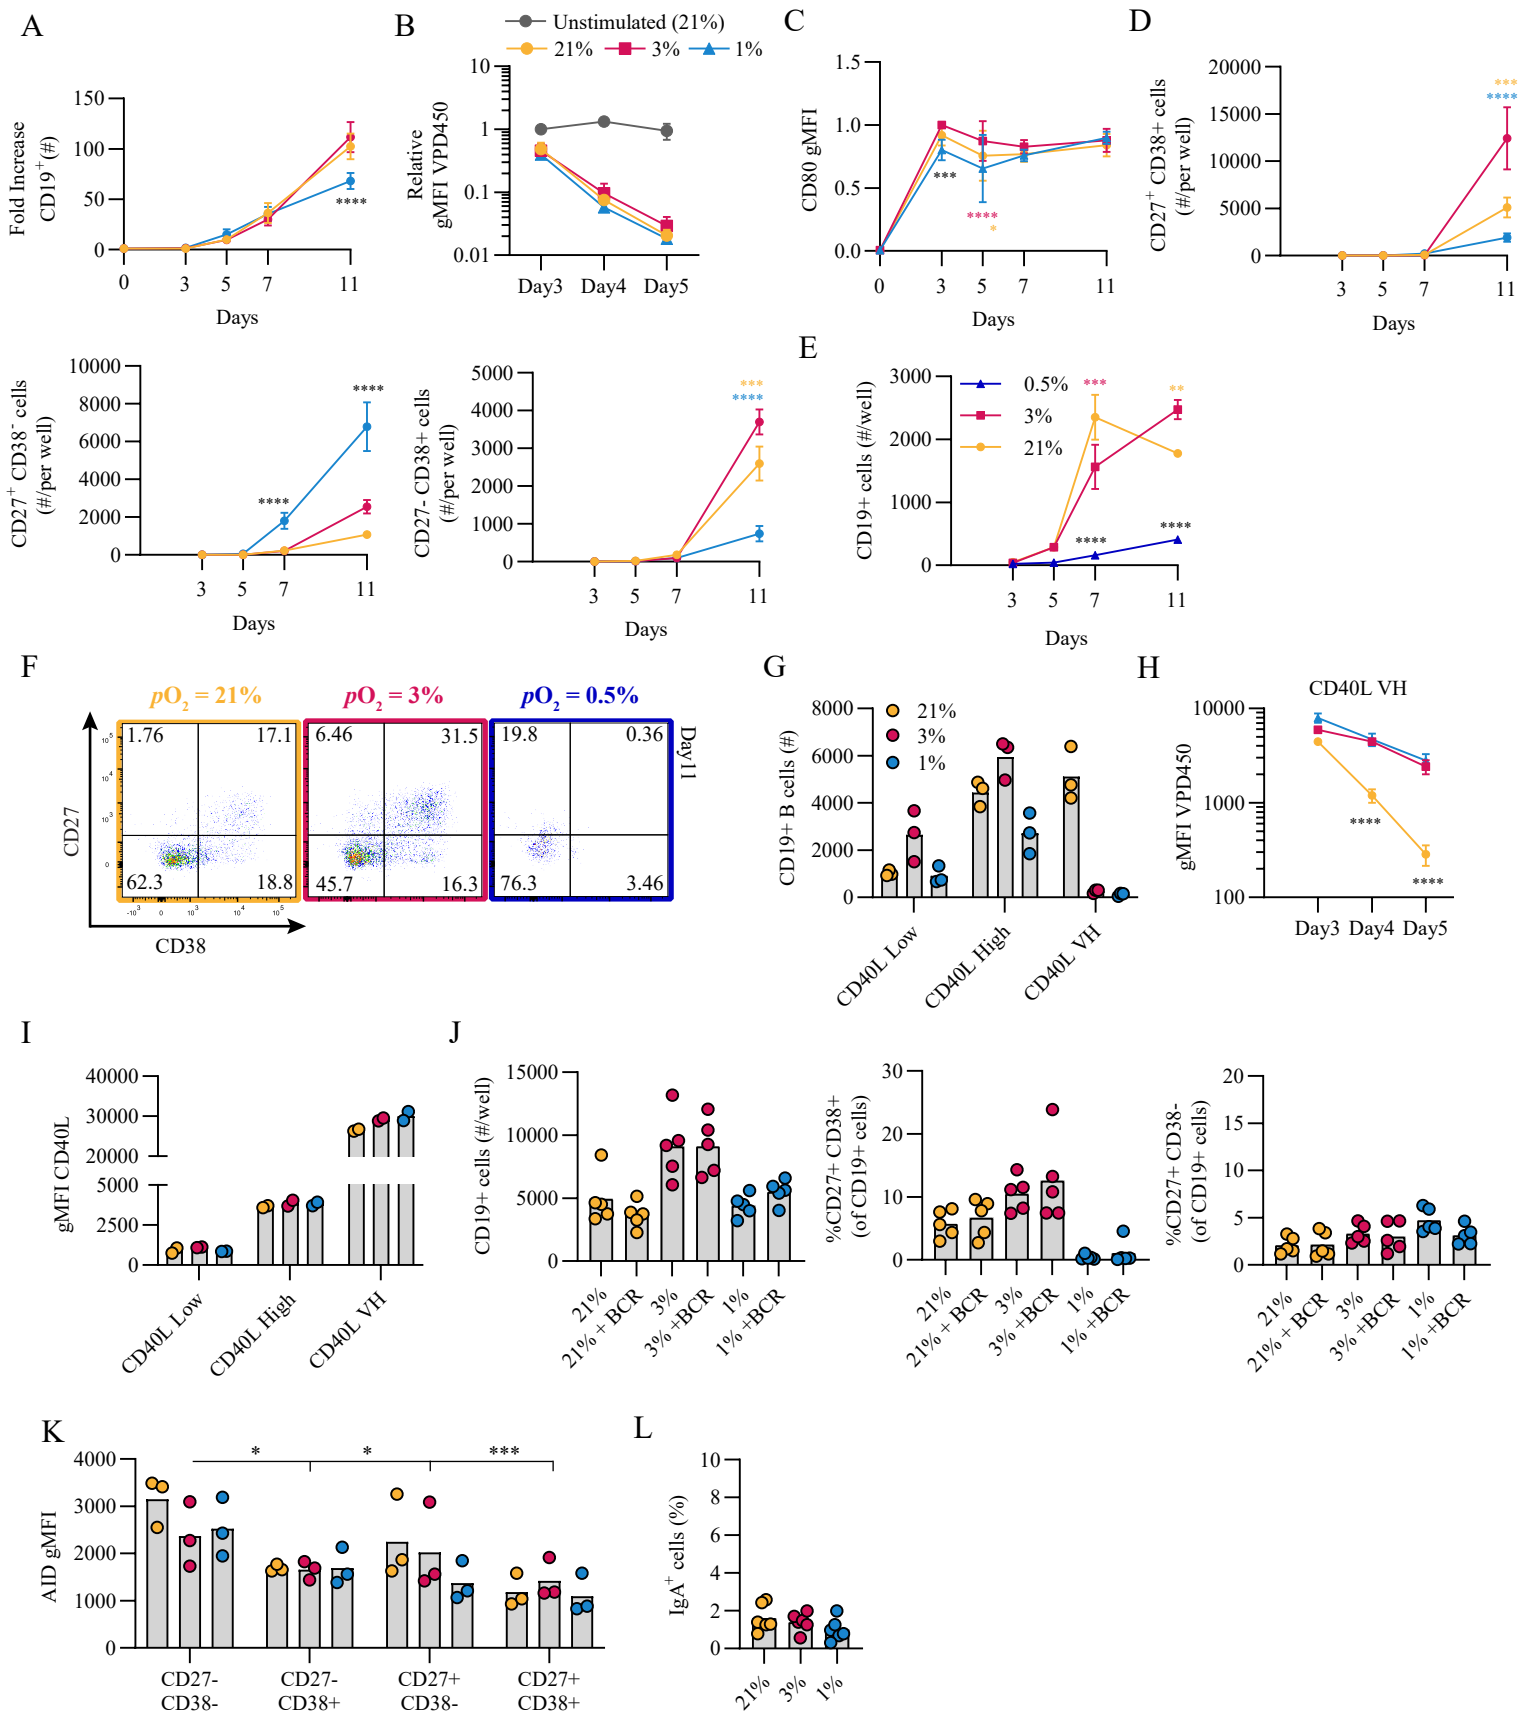 A
Fold Increase
CD19⁺(#)
150
100
50
0
0 3 5 7 11
****
Days
B
Unstimulated (21%)
21% 3% 1%
Relative
gMFI VPD450
10
1
0.1
0.01
Day3 Day4 Day5
C
CD80 gMFI
1.5
1.0
0.5
0.0
***
****
*
0 3 5 7 11
Days
D
CD27⁺ CD38+ cells
(#/per well)
20000
15000
10000
5000
0
***
****
3 5 7 11
Days
CD27⁺ CD38⁻ cells
(#/per well)
10000
8000
6000
4000
2000
0
****
****
3 5 7 11
Days
CD27- CD38+ cells
(#/per well)
5000
4000
3000
2000
1000
0
***
****
3 5 7 11
Days
E
CD19+ cells (#/well)
3000
2000
1000
0
0.5%
3%
21%
***
**
****
****
3 5 7 11
Days
F
pO₂ = 21% pO₂ = 3% pO₂ = 0.5%
1.76 17.1
62.3 18.8
6.46 31.5
45.7 16.3
19.8 0.36
76.3 3.46
10⁵
10⁴
10³
0
-10³ 0 10³ 10⁴ 10⁵
Day11
CD27
CD38
G
CD19+ B cells (#)
8000
6000
4000
2000
0
21%
3%
1%
CD40L Low
CD40L High
CD40L VH
H
CD40L VH
gMFI VPD450
10000
1000
100
****
****
Day3 Day4 Day5
I
gMFI CD40L
40000
30000
20000
5000
2500
0
CD40L Low
CD40L High
CD40L VH
J
CD19+ cells (#/well)
15000
10000
5000
0
21%
21% + BCR
3%
3% +BCR
1%
1% +BCR
%CD27+ CD38+
(of CD19+ cells)
30
20
10
0
21%
21% + BCR
3%
3% +BCR
1%
1% +BCR
%CD27+ CD38-
(of CD19+ cells)
20
15
10
5
0
21%
21% + BCR
3%
3% +BCR
1%
1% +BCR
K
AID gMFI
4000
3000
2000
1000
0
* * ***
CD27- CD27- CD27+ CD27+
CD38- CD38+ CD38- CD38+
L
IgA⁺ cells (%)
10
8
6
4
2
0
21%
3%
1%